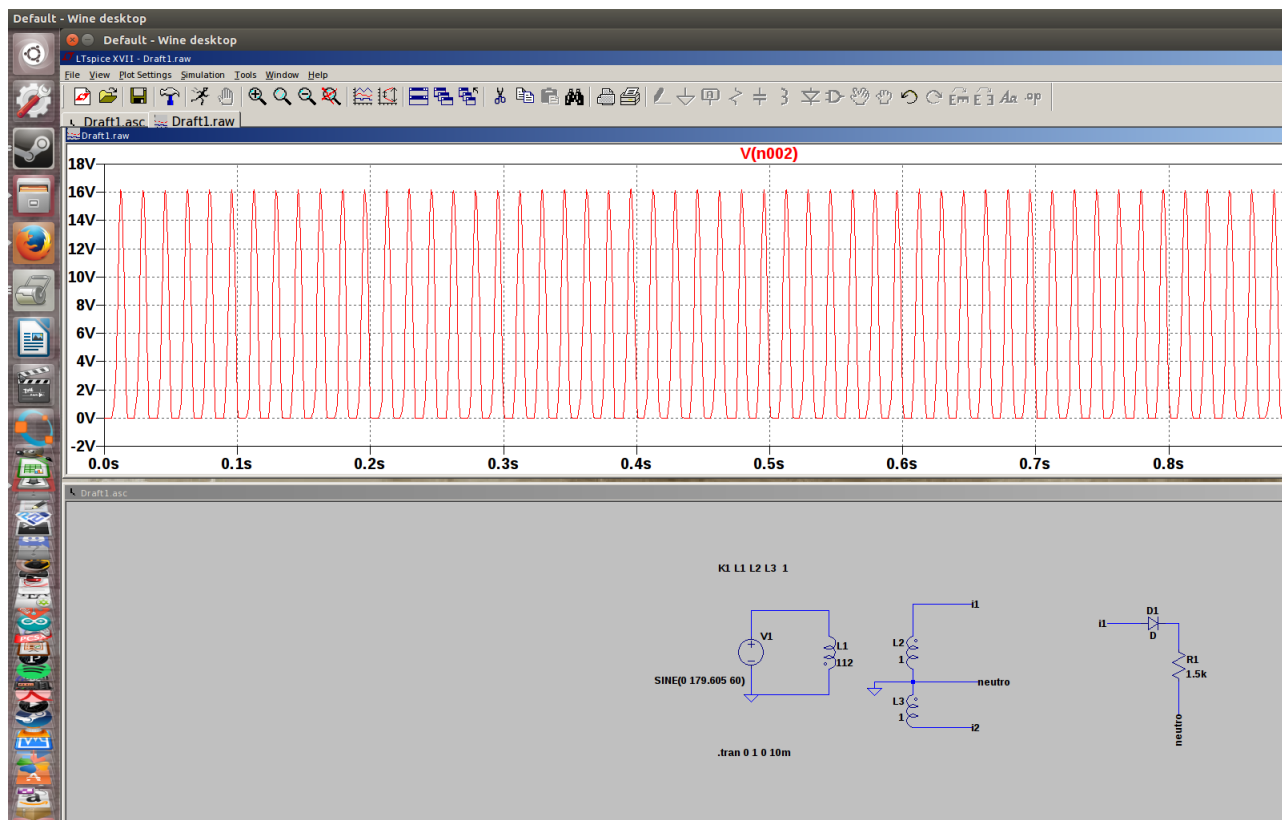 Default - Wine desktop
Default - Wine desktop
LTspice XVII - Draft1.raw
File View Plot Settings Simulation Tools Window Help
Draft1.asc Draft1.raw
Draft1.raw
V(n002)
18V
16V
14V
12V
10V
8V
6V
4V
2V
0V
-2V
0.0s 0.1s 0.2s 0.3s 0.4s 0.5s 0.6s 0.7s 0.8s
Draft1.asc
K1 L1 L2 L3 1
i1
D1
i1
D
V1
L1
112
L2
1
R1
1.5k
SINE(0 179.605 60)
neutro
L3
1
i2
neutro
.tran 0 1 0 10m